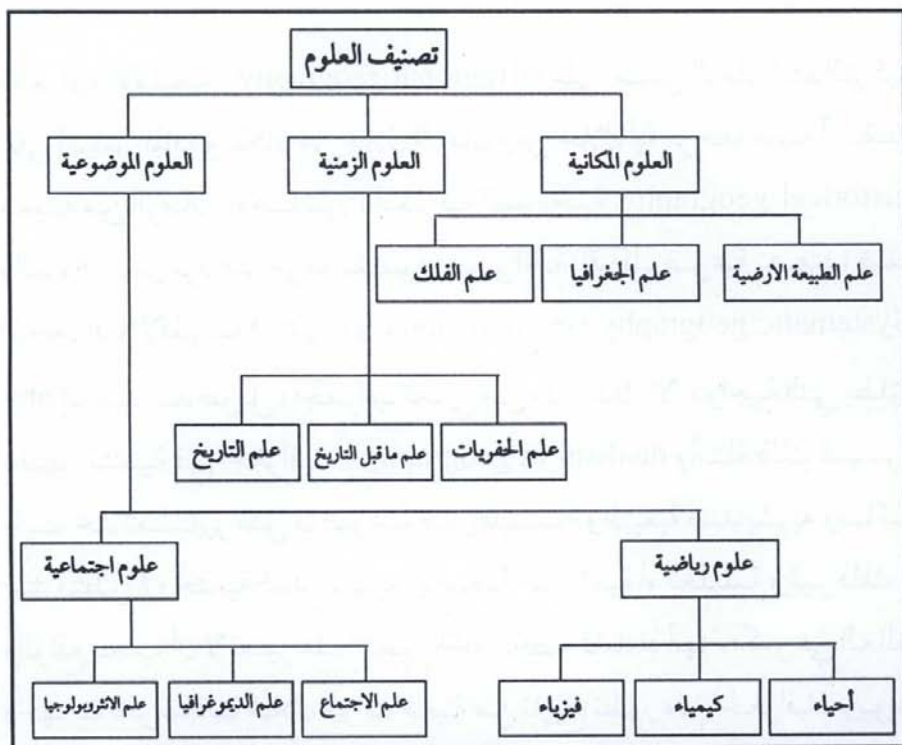 تصنيف العلوم
العلوم المكانية
العلوم الزمنية
العلوم الموضوعية
علم الطبيعة الارضية
علم الجغرافيا
علم الفلك
علم الحفريات
علم ما قبل التاريخ
علم التاريخ
علوم رياضية
علوم اجتماعية
أحياء
كيمياء
فيزياء
علم الاجتماع
علم الديموغرافيا
علم الانثروبولوجيا